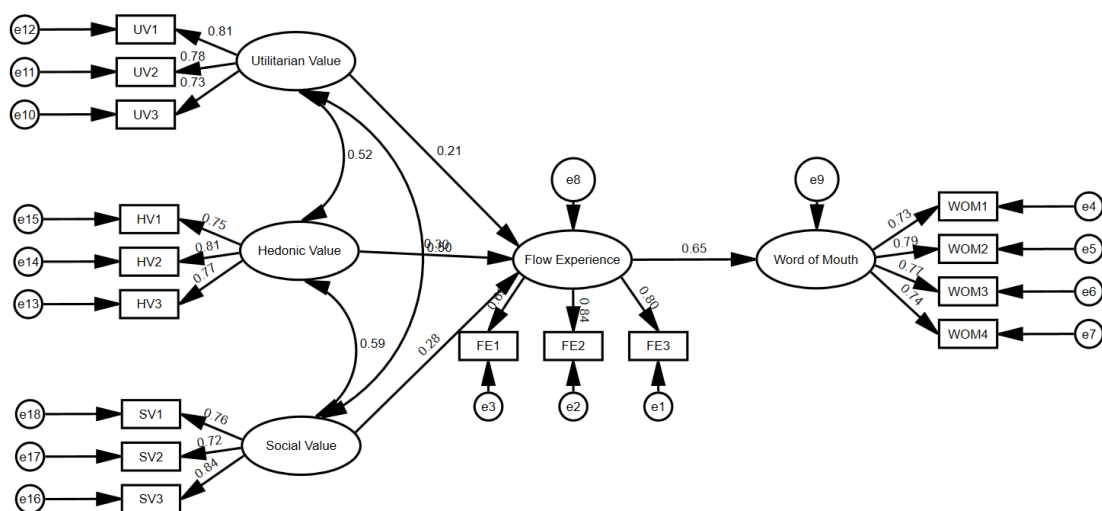 e12
UV1
0.81
Utilitarian Value
e11
UV2
0.78
e10
UV3
0.73
0.52
0.21
e15
HV1
0.75
Hedonic Value
e14
HV2
0.81
e13
HV3
0.77
0.59
e8
e9
Flow Experience
0.65
Word of Mouth
0.73
WOM1
e4
0.79
WOM2
e5
0.77
WOM3
e6
0.74
WOM4
e7
0.84
0.80
FE1
FE2
FE3
e3
e2
e1
0.28
e18
SV1
0.76
Social Value
e17
SV2
0.72
e16
SV3
0.84